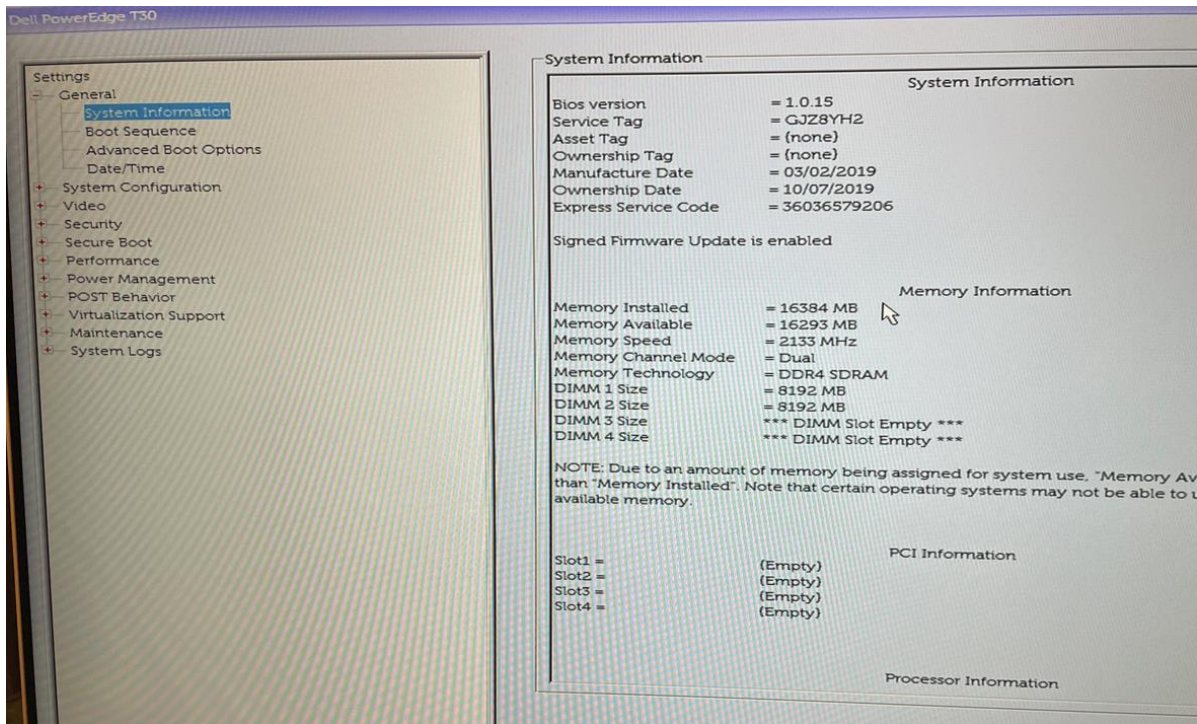 Dell PowerEdge T30
Settings
General
System Information
Boot Sequence
Advanced Boot Options
Date/Time
System Configuration
Video
Security
Secure Boot
Performance
Power Management
POST Behavior
Virtualization Support
Maintenance
System Logs
System Information
System Information
Bios version = 1.0.15
Service Tag = GJZ8YH2
Asset Tag = {none}
Ownership Tag = {none}
Manufacture Date = 03/02/2019
Ownership Date = 10/07/2019
Express Service Code = 36036579206
Signed Firmware Update is enabled
Memory Information
Memory Installed = 16384 MB
Memory Available = 16293 MB
Memory Speed = 2133 MHz
Memory Channel Mode = Dual
Memory Technology = DDR4 SDRAM
DIMM 1 Size = 8192 MB
DIMM 2 Size = 8192 MB
DIMM 3 Size *** DIMM Slot Empty ***
DIMM 4 Size *** DIMM Slot Empty ***
NOTE: Due to an amount of memory being assigned for system use, "Memory Av
than "Memory Installed". Note that certain operating systems may not be able to
available memory.
PCI Information
Slot1 = {Empty}
Slot2 = {Empty}
Slot3 = {Empty}
Slot4 = {Empty}
Processor Information